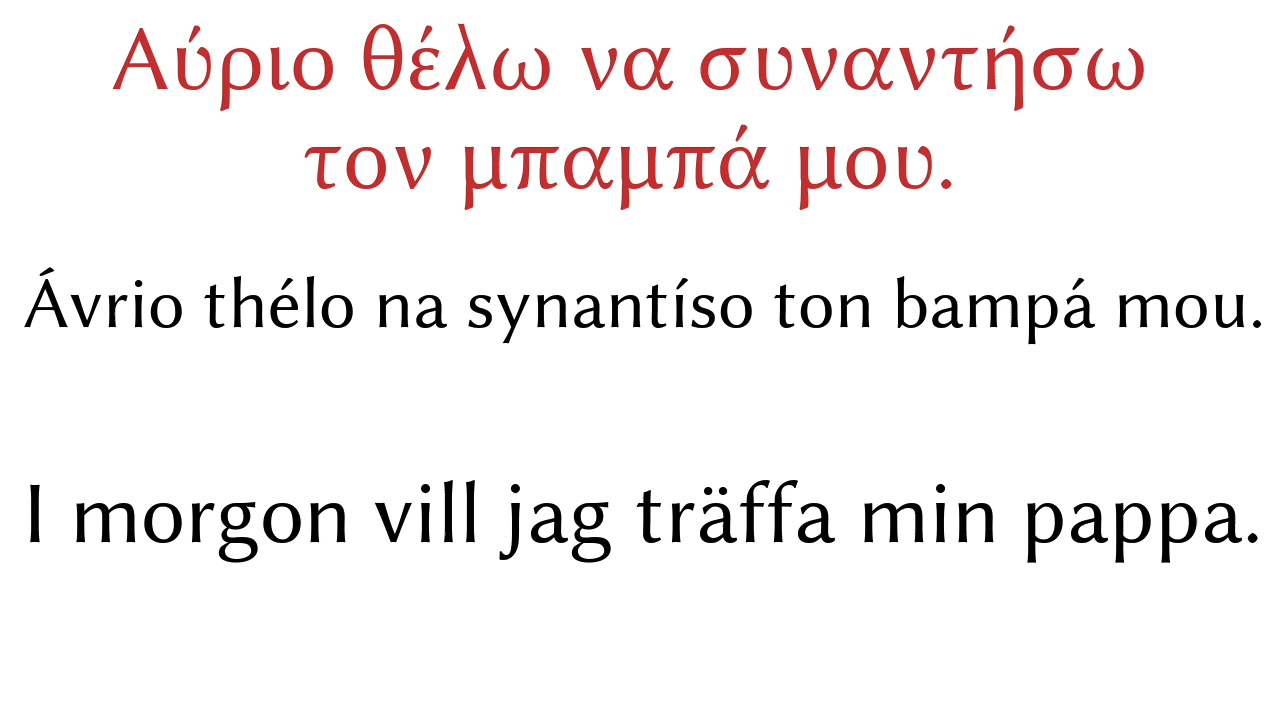 Αύριο θέλω να συναντήσω
τον μπαμπά μου.
Ávrio thélo na synantíso ton bampá mou.
I morgon vill jag träffa min pappa.